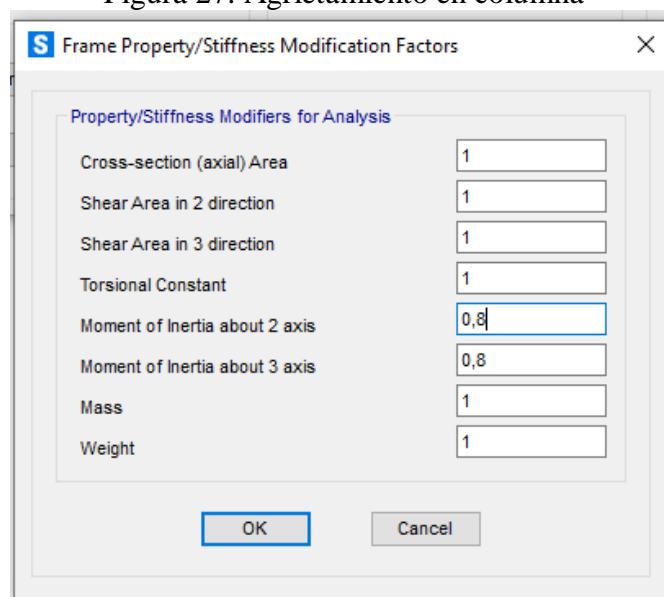 Figura 27. Agrietamiento en columna
S Frame Property/Stiffness Modification Factors
Property/Stiffness Modifiers for Analysis
Cross-section (axial) Area 1
Shear Area in 2 direction 1
Shear Area in 3 direction 1
Torsional Constant 1
Moment of Inertia about 2 axis 0,8
Moment of Inertia about 3 axis 0,8
Mass 1
Weight 1
OK Cancel